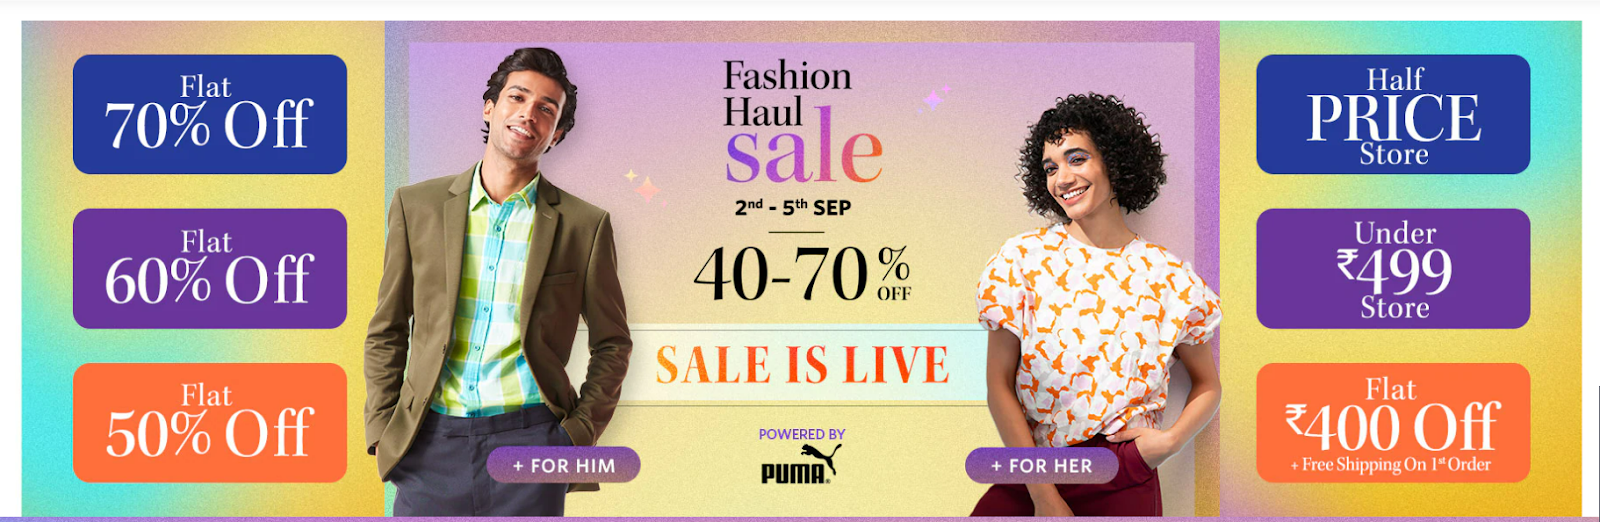 Flat
70% Off
Flat
60% Off
Flat
50% Off
Fashion
Haul
sale
2nd - 5th SEP
40-70% OFF
SALE IS LIVE
POWERED BY
PUMA®
+ FOR HIM
+ FOR HER
Half
PRICE
Store
Under
₹499
Store
Flat
₹400 Off
+ Free Shipping On 1st Order